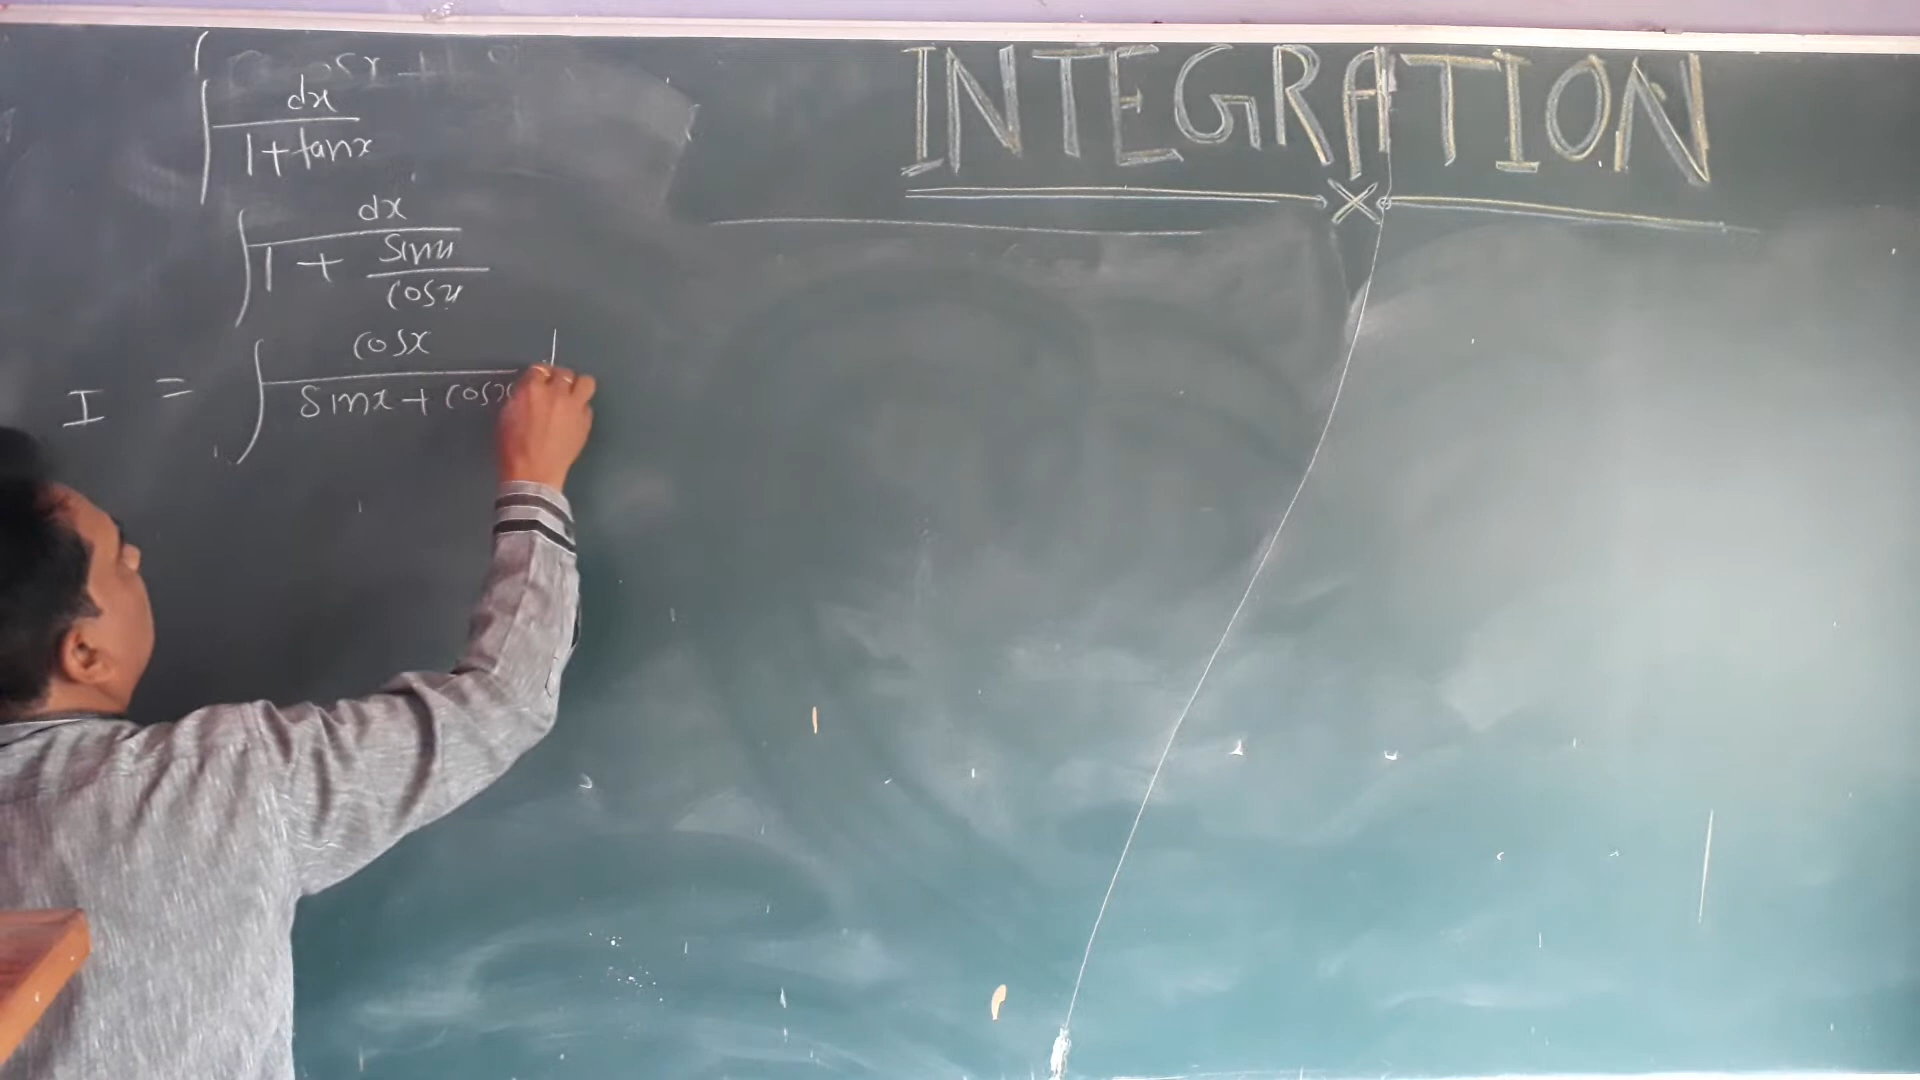 INTEGRATION
∫ dx / 1+tanx
∫ dx / 1 + sinx / cosx
I = ∫ cosx / sinx + cosx